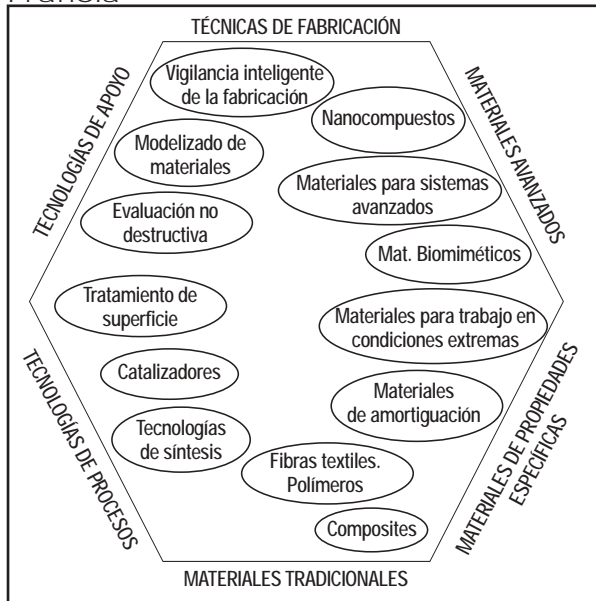 Francia
TÉCNICAS DE FABRICACIÓN
TECNOLOGÍAS DE APOYO
MATERIALES AVANZADOS
Vigilancia inteligente
de la fabricación
Nanocompuestos
Modelizado de
materiales
Materiales para sistemas
avanzados
Evaluación no
destructiva
Mat. Biomiméticos
Tratamiento de
superficie
Materiales para trabajo en
condiciones extremas
Catalizadores
Materiales
de amortiguación
Tecnologías
de síntesis
Fibras textiles.
Polímeros
Composites
TECNOLOGÍAS DE PROCESOS
MATERIALES DE PROPIEDADES
ESPECÍFICAS
MATERIALES TRADICIONALES